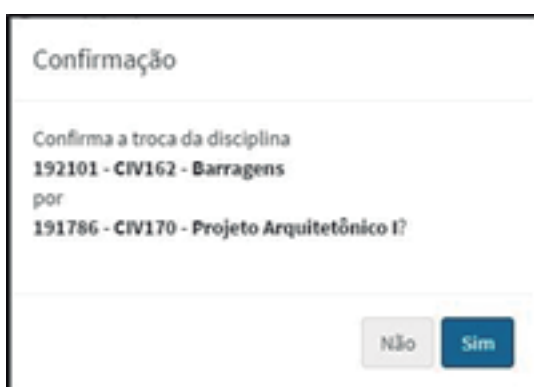 Confirmação
Confirma a troca da disciplina
192101 - CIV162 - Barragens
por
191786 - CIV170 - Projeto Arquitetônico I?
Não
Sim